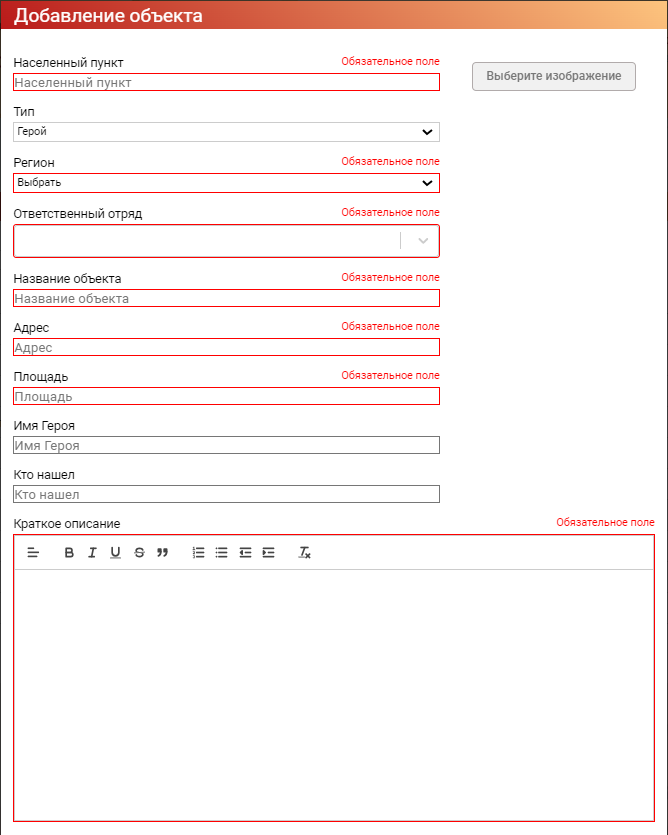 Добавление объекта
Населенный пункт Обязательное поле
Населенный пункт
Выберите изображение
Тип
Герой
Регион Обязательное поле
Выбрать
Ответственный отряд Обязательное поле
Название объекта Обязательное поле
Название объекта
Адрес Обязательное поле
Адрес
Площадь Обязательное поле
Площадь
Имя Героя
Имя Героя
Кто нашел
Кто нашел
Краткое описание Обязательное поле